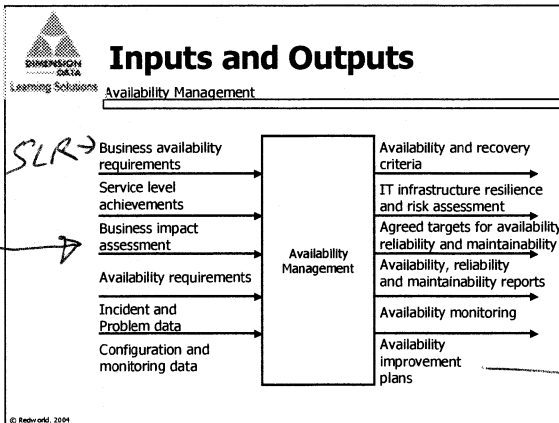 DIMENSION
DATA
Learning Solutions
Inputs and Outputs
Availability Management
SLR
Business availability
requirements
Service level
achievements
Business impact
assessment
Availability requirements
Incident and
Problem data
Configuration and
monitoring data
Availability
Management
Availability and recovery
criteria
IT infrastructure resilience
and risk assessment
Agreed targets for availability
reliability and maintainability
Availability, reliability
and maintainability reports
Availability monitoring
Availability
improvement
plans
© Redworld, 2004